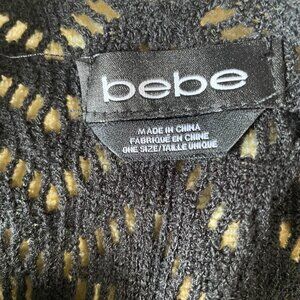 bebe
MADE IN CHINA
FABRIQUÉ EN CHINE
ONE SIZE/TAILLE UNIQUE